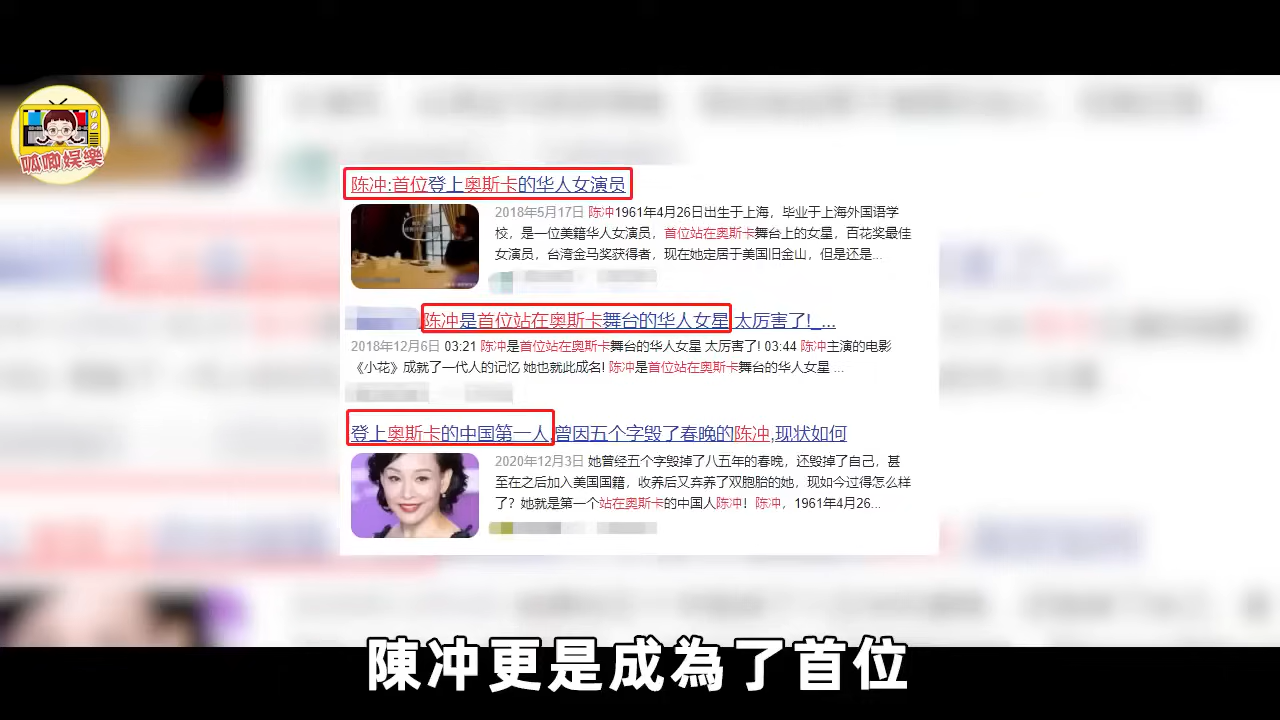 呱唧娱樂
陈冲:首位登上奥斯卡的华人女演员
2018年5月17日 陈冲1961年4月26日出生于上海，毕业于上海外国语学
校，是一位美籍华人女演员，首位站在奥斯卡舞台上的女星，百花奖最佳
女演员，台湾金马奖获得者，现在她定居于美国旧金山，但是还是...
陈冲是首位站在奥斯卡舞台的华人女星 太厉害了!_...
2018年12月6日 03:21 陈冲是首位站在奥斯卡舞台的华人女星 太厉害了! 03:44 陈冲主演的电影
《小花》成就了一代人的记忆 她也就此成名! 陈冲是首位站在奥斯卡舞台的华人女星 ...
登上奥斯卡的中国第一人,曾因五个字毁了春晚的陈冲,现状如何
2020年12月3日 她曾经五个字毁掉了八五年的春晚，还毁掉了自己，甚
至在之后加入美国国籍，收养后又弃养了双胞胎的她，现如今过得怎么样
了？她就是第一个站在奥斯卡的中国人陈冲！陈冲，1961年4月26...
陳冲更是成為了首位